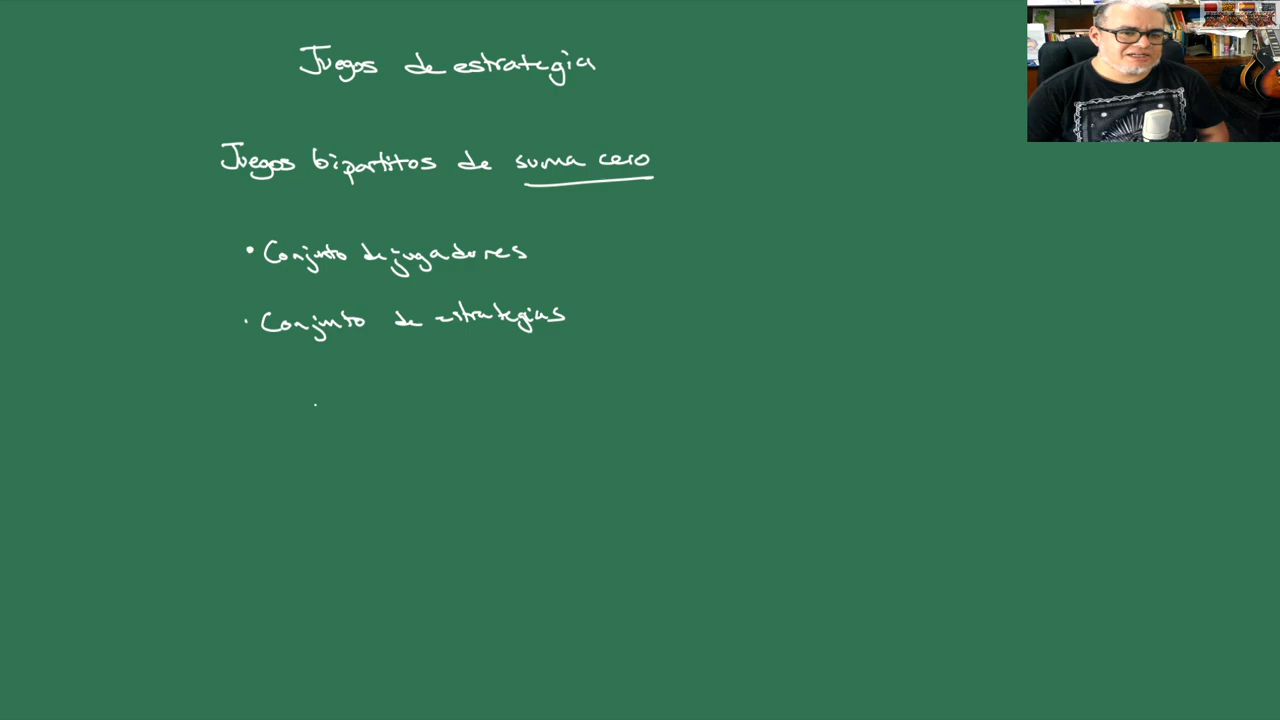 Juegos de estrategia
Juegos bipartitos de suma cero
• Conjunto de jugadores
• Conjunto de estrategias